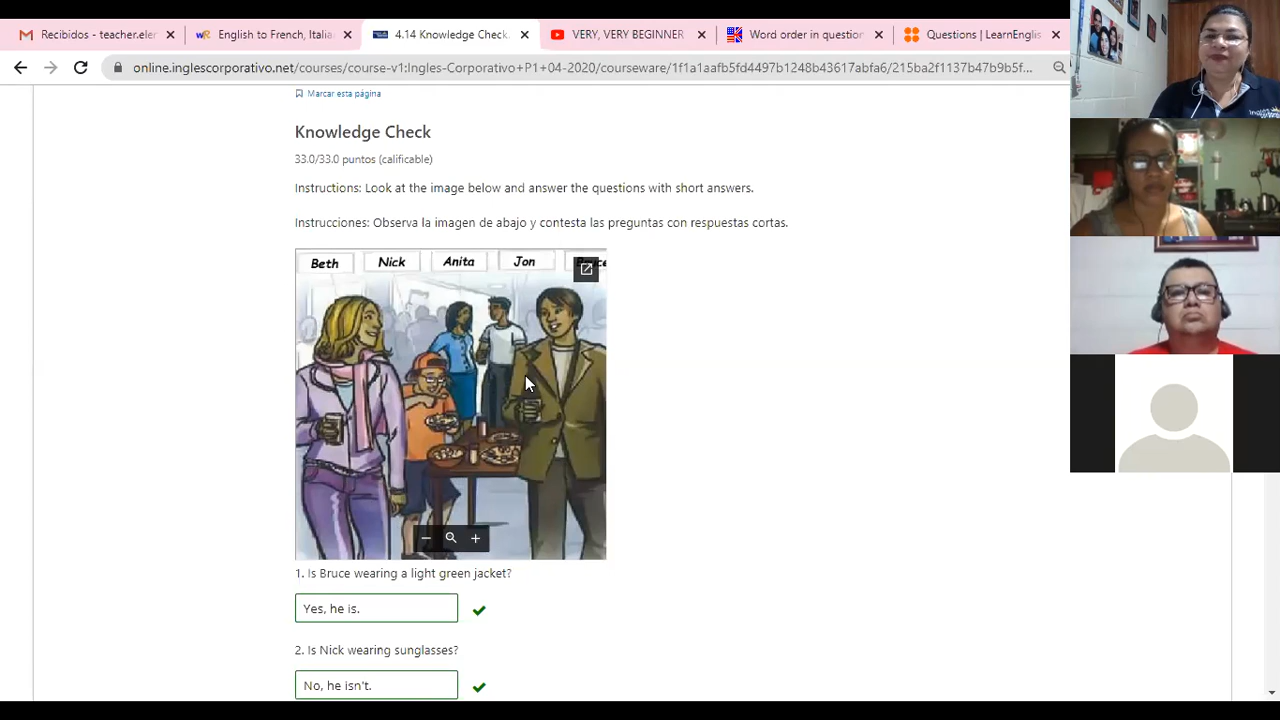 Recibidos - teacher.eler
English to French, Italia
4.14 Knowledge Check
VERY, VERY BEGINNER
Word order in question
Questions | LearnEnglis
online.inglescorporativo.net/courses/course-v1:Ingles-Corporativo+P1+04-2020/courseware/1f1a1aafb5fd4497b1248b43617abfa6/215ba2f1137b47b9b5f...
Marcar esta página
Knowledge Check
33.0/33.0 puntos (calificable)
Instructions: Look at the image below and answer the questions with short answers.
Instrucciones: Observa la imagen de abajo y contesta las preguntas con respuestas cortas.
Beth Nick Anita Jon
1. Is Bruce wearing a light green jacket?
Yes, he is.
2. Is Nick wearing sunglasses?
No, he isn't.